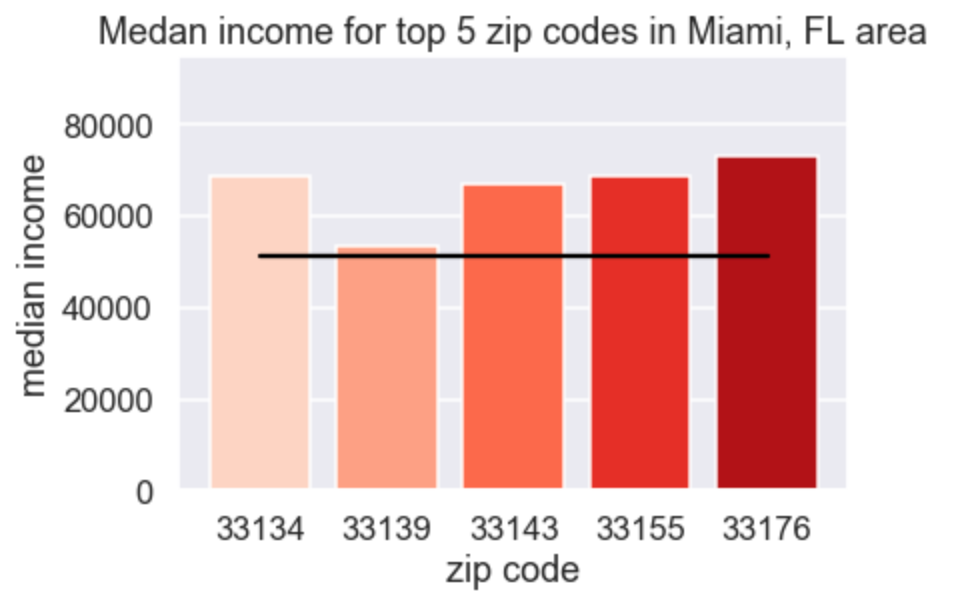 Medan income for top 5 zip codes in Miami, FL area
median income
80000
60000
40000
20000
0
33134 33139 33143 33155 33176
zip code